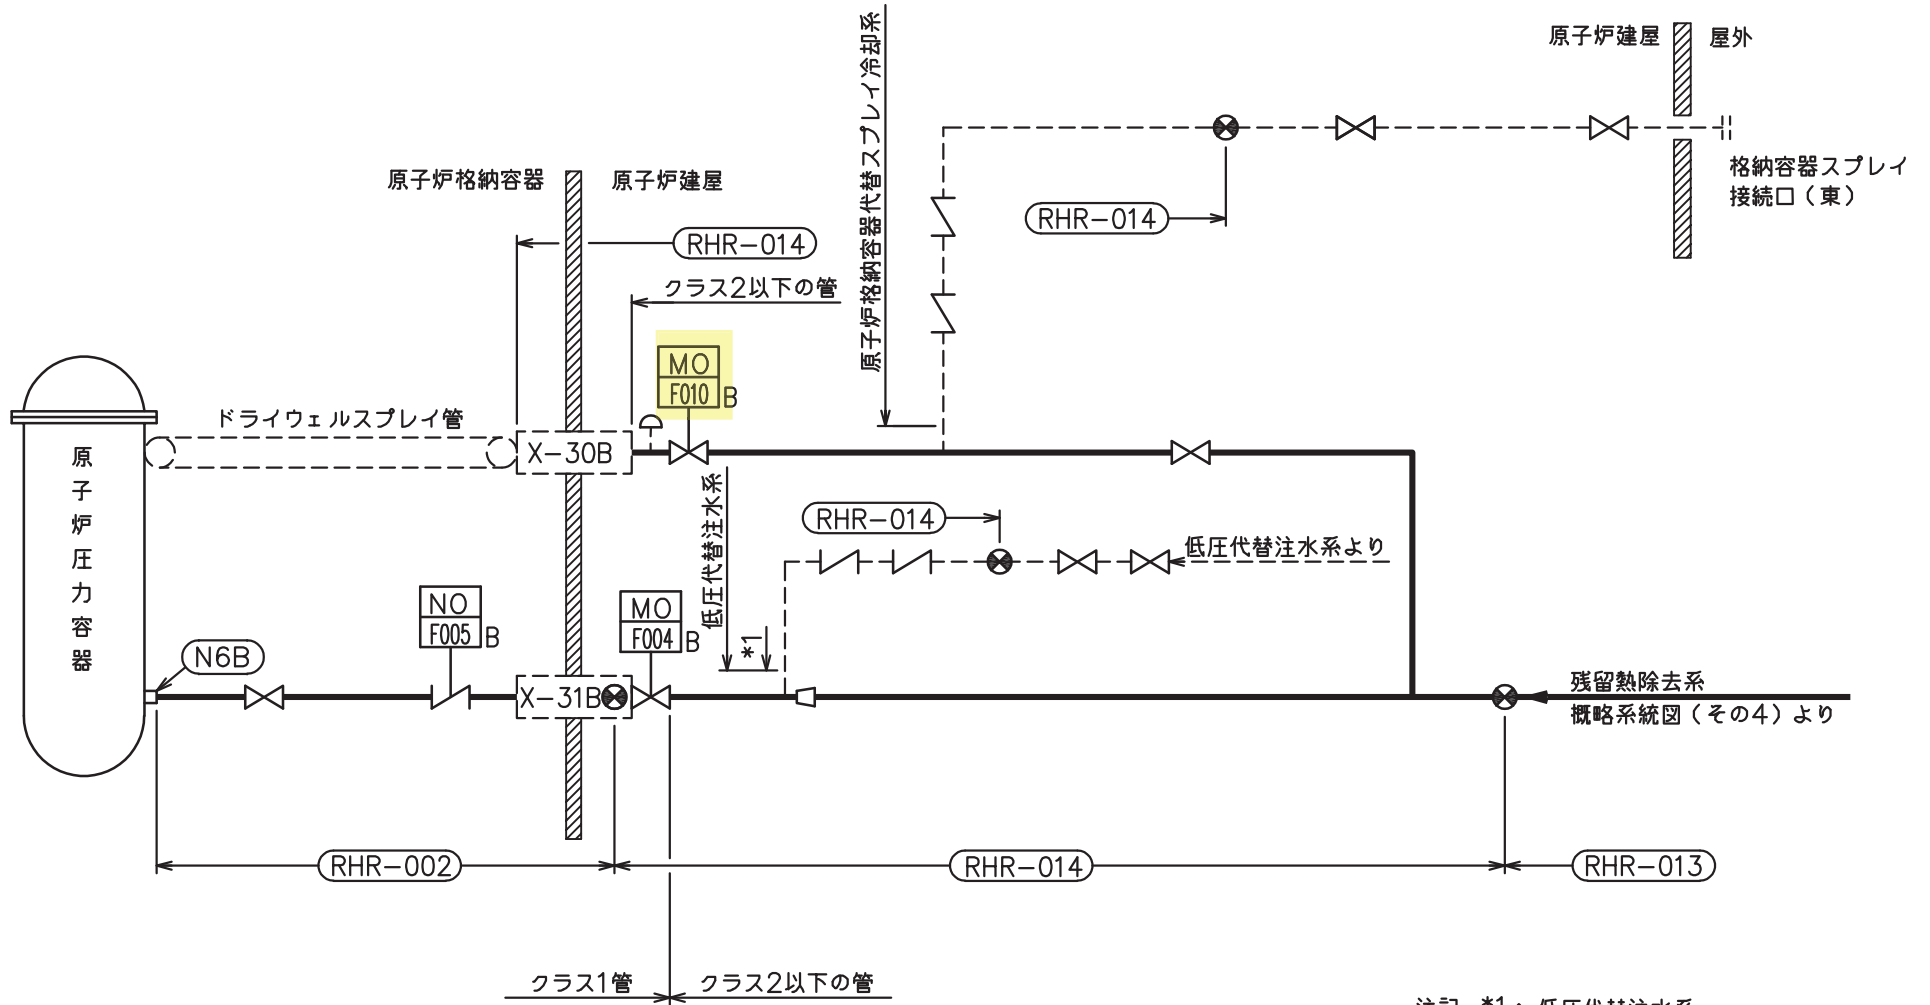 原子炉格納容器代替スプレイ冷却系
原子炉建屋
屋外
格納容器スプレイ
接続口（東）
原子炉格納容器
原子炉建屋
RHR-014
RHR-014
クラス2以下の管
MO
F010
B
ドライウェルスプレイ管
X-30B
原子炉圧力容器
低圧代替注水系
RHR-014
低圧代替注水系より
*1
NO
F005
B
MO
F004
B
N6B
X-31B
残留熱除去系
概略系統図（その4）より
RHR-002
RHR-014
RHR-013
クラス1管
クラス2以下の管